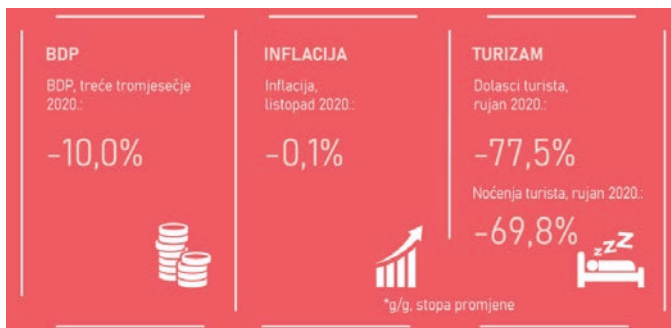 BDP
BDP, treće tromjesečje
2020.:
-10,0%
INFLACIJA
Inflacija,
listopad 2020.:
-0,1%
TURIZAM
Dolasci turista,
rujan 2020.:
-77,5%
Noćenja turista, rujan 2020.:
-69,8%
zzZ
*g/g, stopa promjene